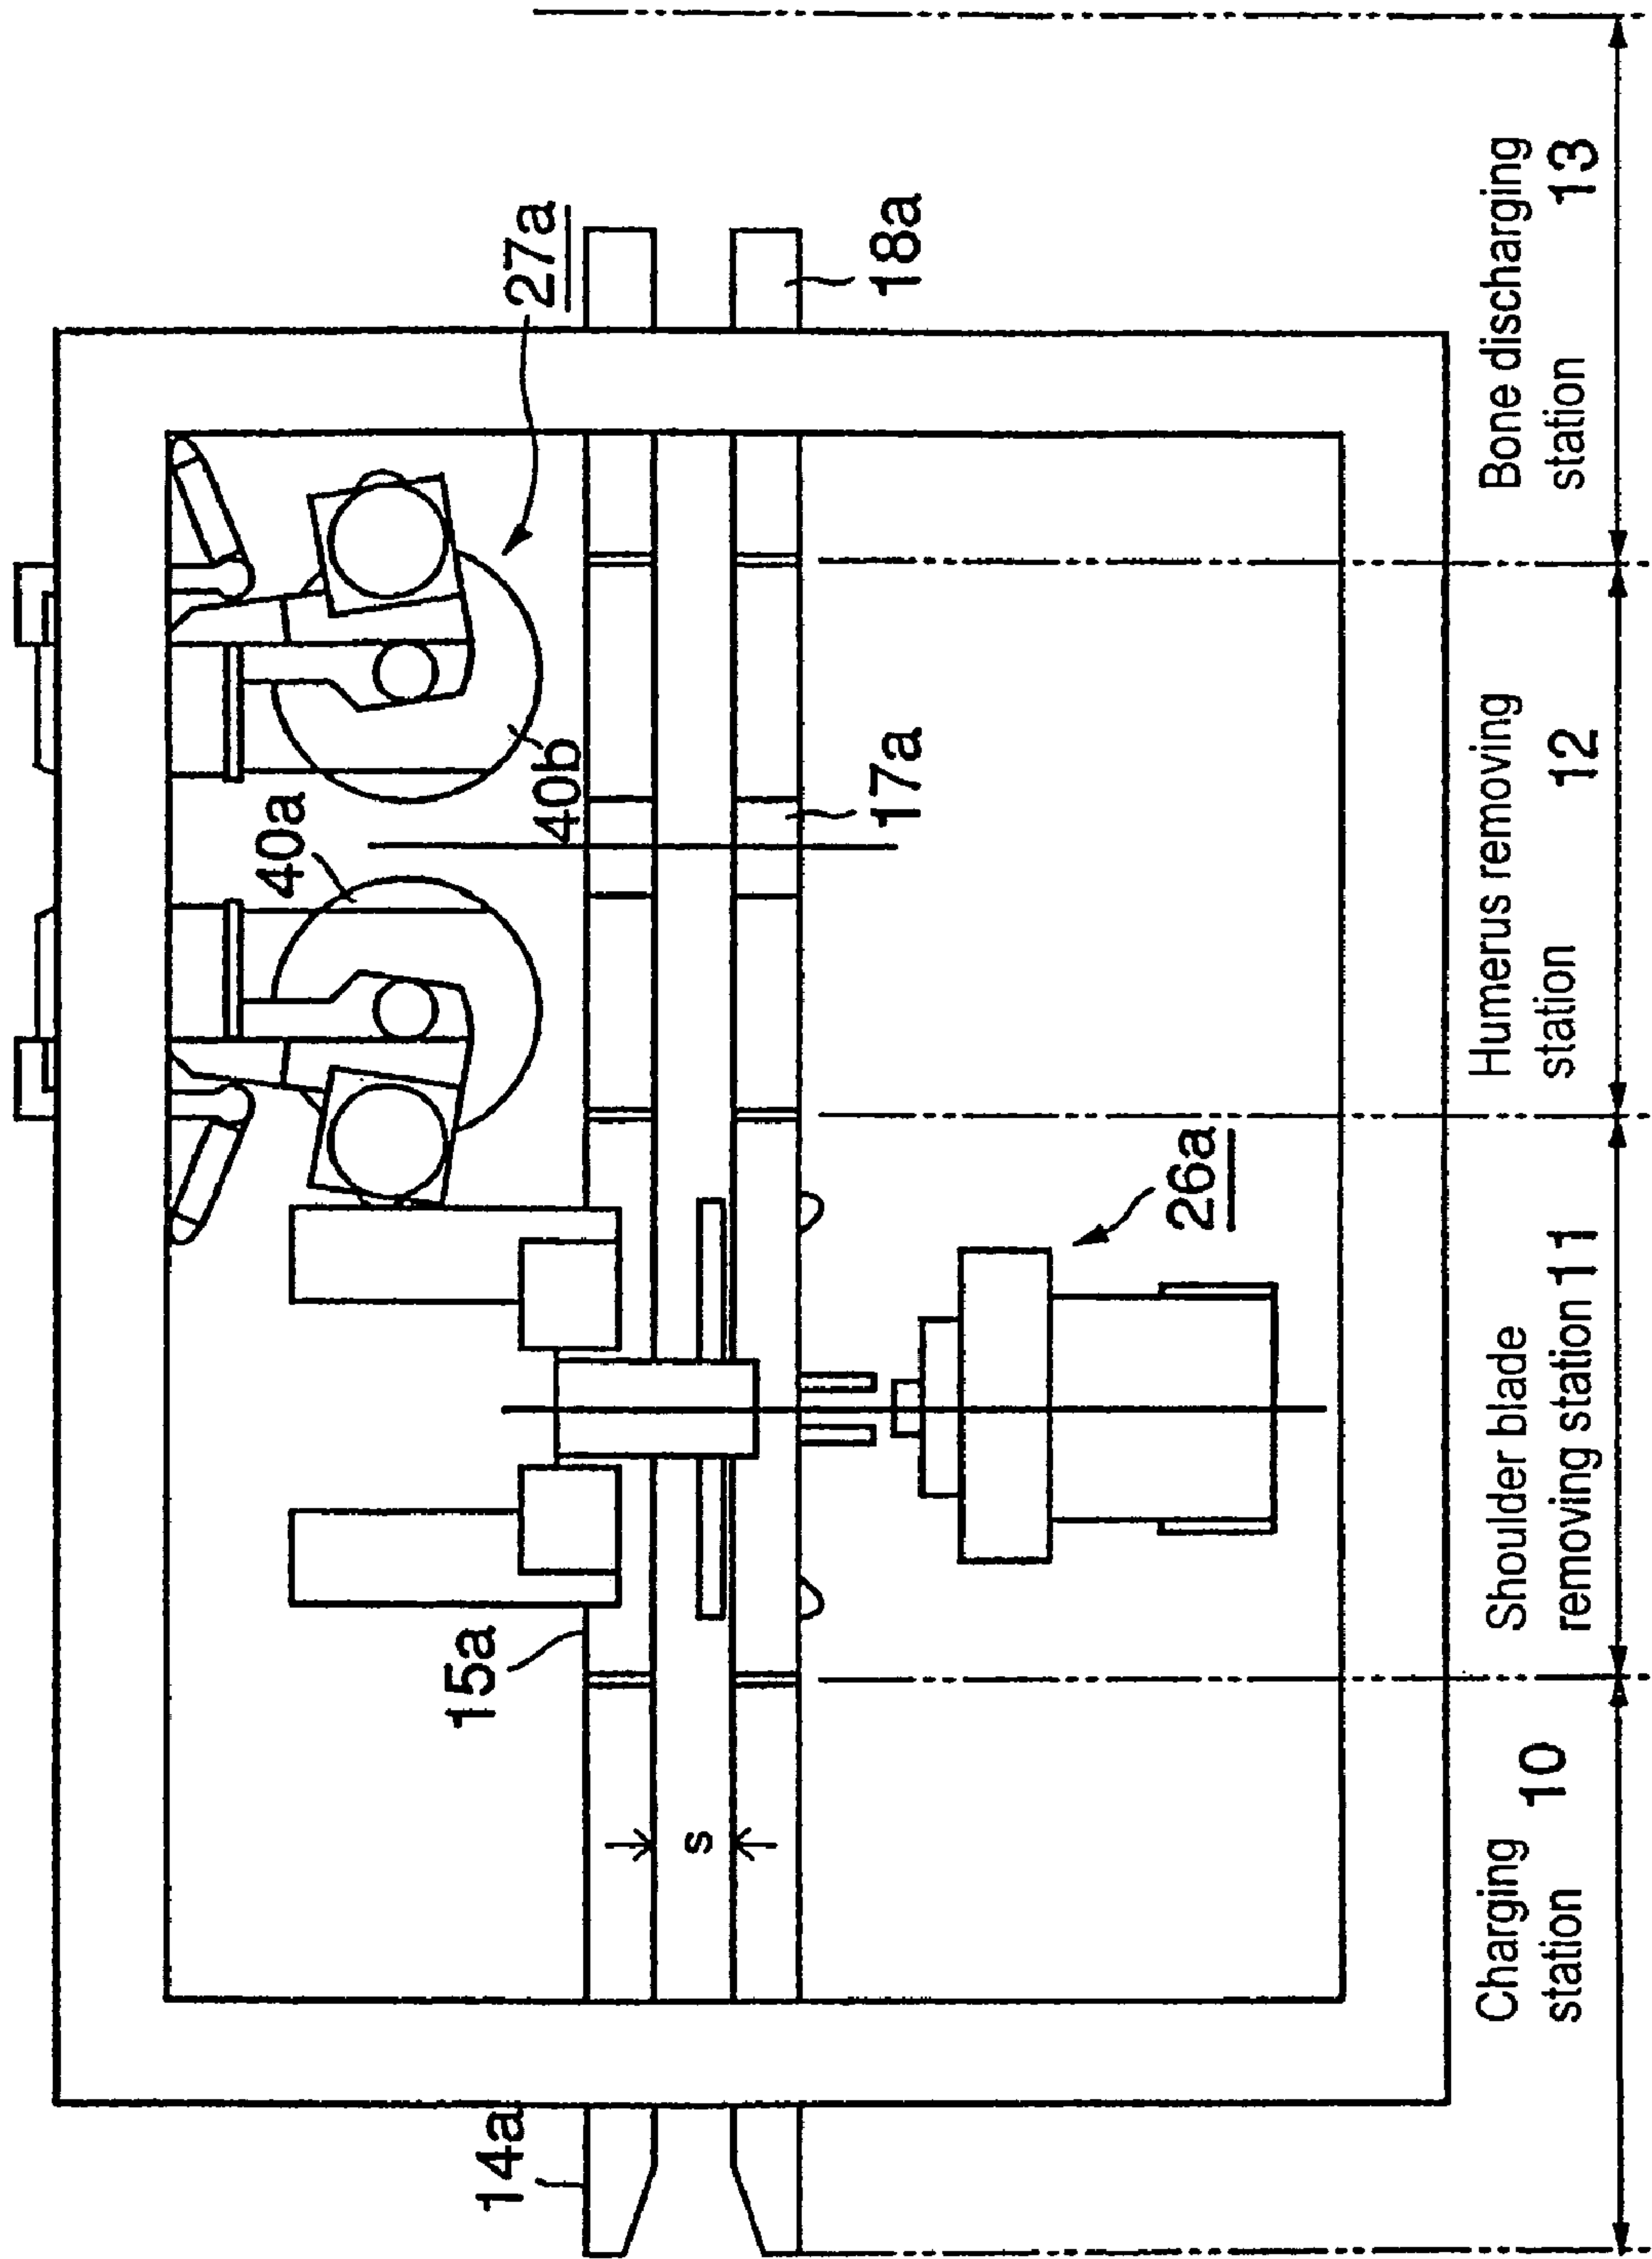 27a
40a
40b
18a
17a
15a
14a
s
26a
Charging
station
10
Shoulder blade
removing station 11
Humerus removing
station
12
Bone discharging
station
13